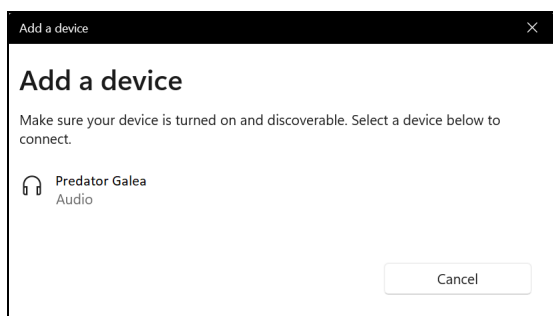 Add a device
Add a device
Make sure your device is turned on and discoverable. Select a device below to
connect.
Predator Galea
Audio
Cancel